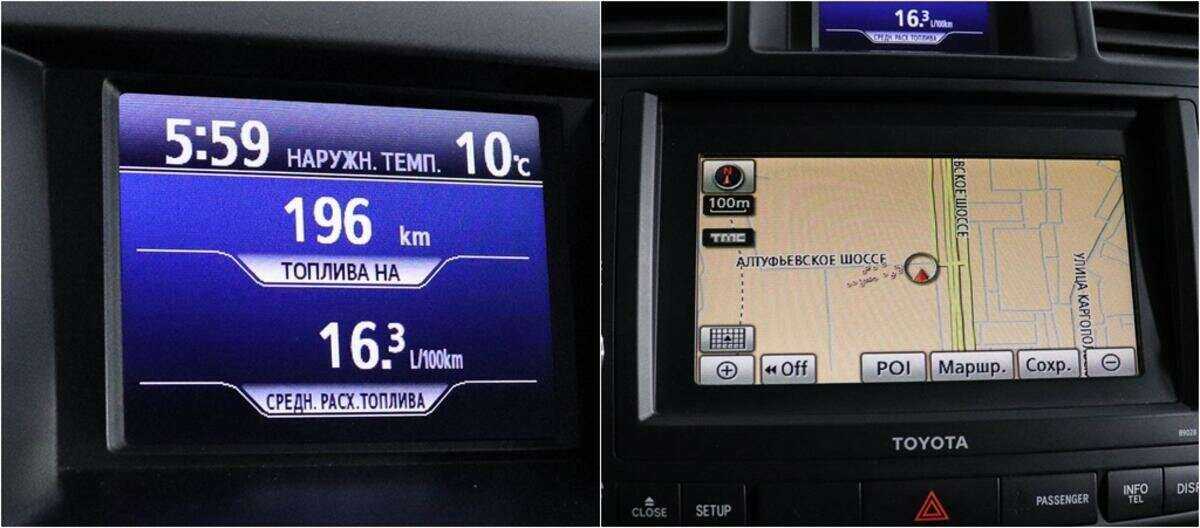 5:59 НАРУЖН. ТЕМП. 10°C
196 km
ТОПЛИВА НА
16.3 L/100km
СРЕДН. РАСХ.ТОПЛИВА
16.3 L/100km
СРЕДН. РАСХ.ТОПЛИВА
N
ВСКОЕ ШОССЕ
100m
TMC
АЛТУФЬЕВСКОЕ ШОССЕ
УЛИЦА КАРГОПОЛ
Off POI Маршр. Сохр.
TOYOTA
CLOSE SETUP PASSENGER INFO TEL